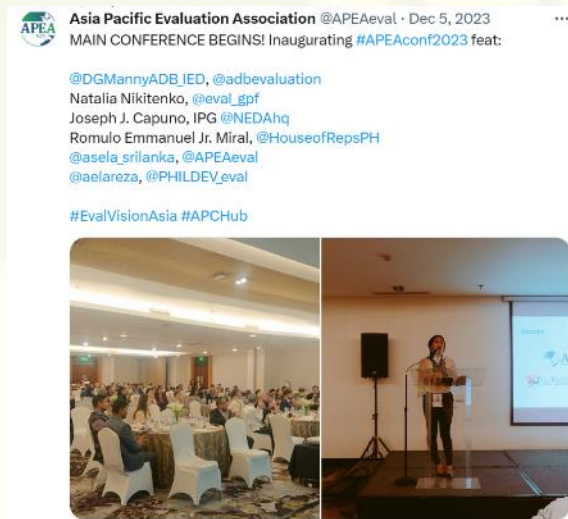 APEA
Asia Pacific Evaluation Association @APEAeval · Dec 5, 2023
MAIN CONFERENCE BEGINS! Inaugurating #APEAconf2023 feat:
@DGMannyADB_IED, @adbevaluation
Natalia Nikitenko, @eval_gpf
Joseph J. Capuno, IPG @NEDAhq
Romulo Emmanuel Jr. Miral, @HouseofRepsPH
@asela_srilanka, @APEAeval
@aelareza, @PHILDEV_eval
#EvalVisionAsia #APCHub